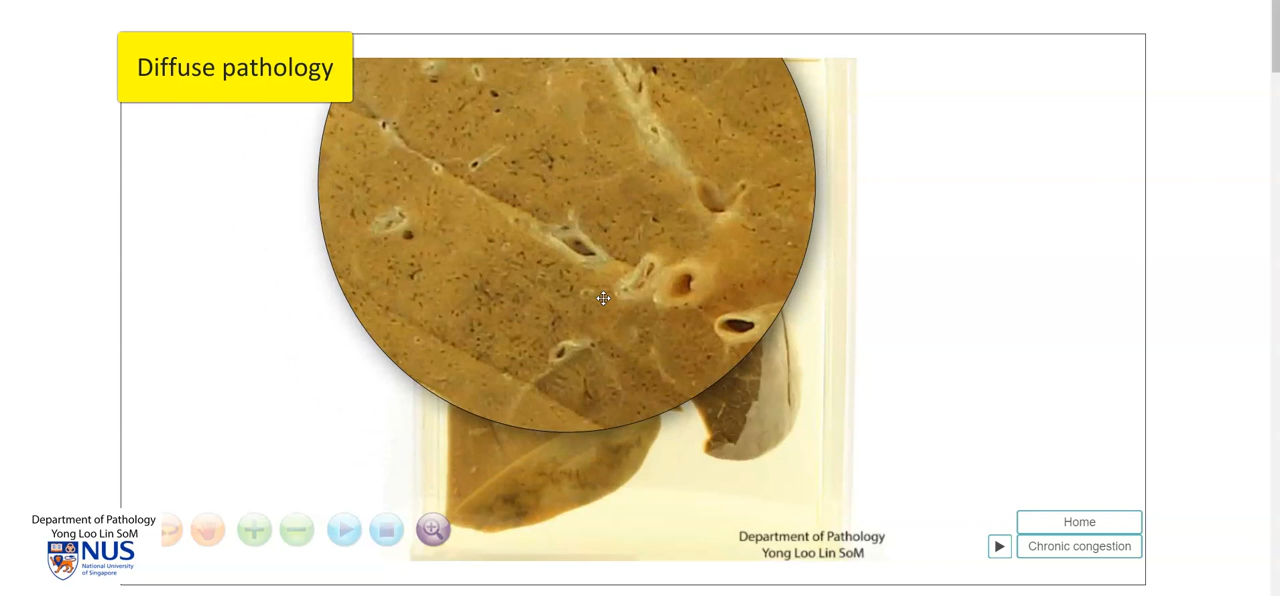 Diffuse pathology
Department of Pathology
Yong Loo Lin SoM
NUS
National University
of Singapore
Department of Pathology
Yong Loo Lin SoM
Home
Chronic congestion